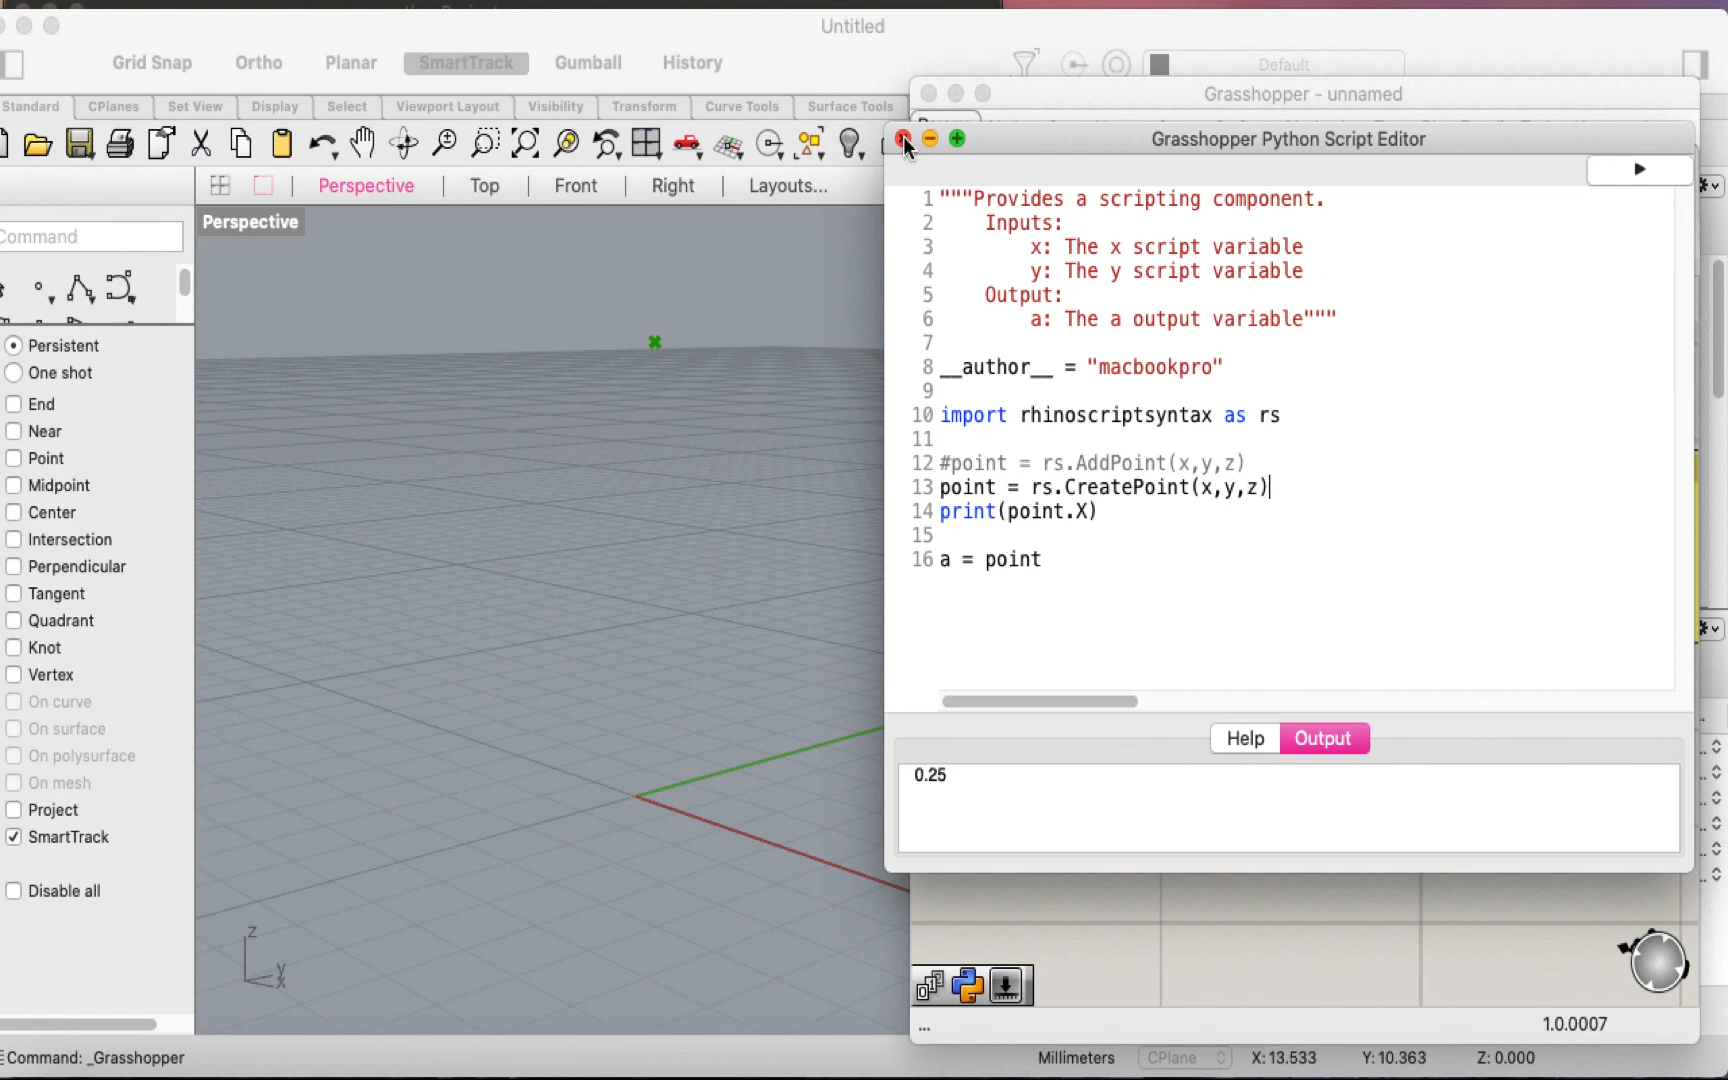 Untitled
Grid Snap Ortho Planar SmartTrack Gumball History
Default
Standard CPlanes Set View Display Select Viewport Layout Visibility Transform Curve Tools Surface Tools
Perspective Top Front Right Layouts...
Command
Persistent
One shot
End
Near
Point
Midpoint
Center
Intersection
Perpendicular
Tangent
Quadrant
Knot
Vertex
On curve
On surface
On polysurface
On mesh
Project
SmartTrack
Disable all
Perspective
z
y
x
Grasshopper - unnamed
Grasshopper Python Script Editor
1 """Provides a scripting component.
2 Inputs:
3 x: The x script variable
4 y: The y script variable
5 Output:
6 a: The a output variable"""
7
8 __author__ = "macbookpro"
9
10 import rhinoscriptsyntax as rs
11
12 #point = rs.AddPoint(x,y,z)
13 point = rs.CreatePoint(x,y,z)
14 print(point.X)
15
16 a = point
Help Output
0.25
...
1.0.0007
Command: _Grasshopper
Millimeters CPlane X: 13.533 Y: 10.363 Z: 0.000